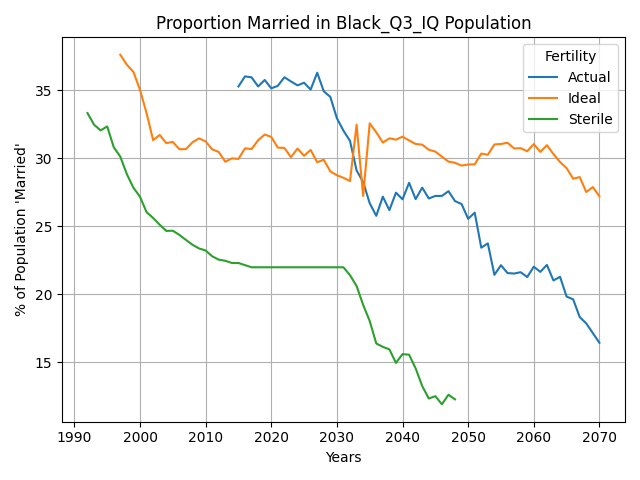 Proportion Married in Black_Q3_IQ Population
% of Population 'Married'
35
30
25
20
15
Fertility
Actual
Ideal
Sterile
1990 2000 2010 2020 2030 2040 2050 2060 2070
Years